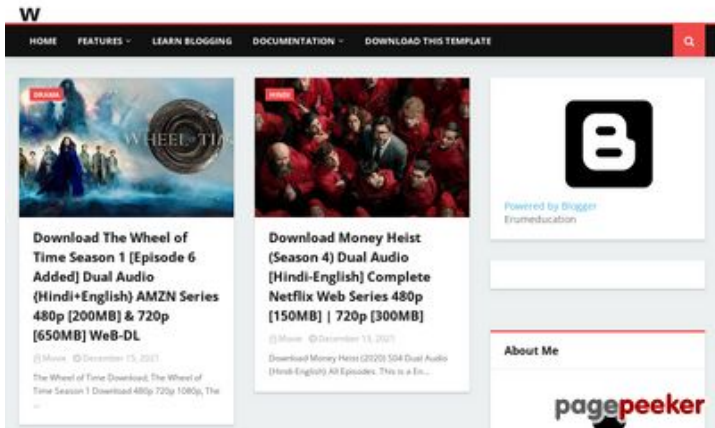 W
HOME FEATURES LEARN BLOGGING DOCUMENTATION DOWNLOAD THIS TEMPLATE
DRAMA
WHEEL OF TIM
Download The Wheel of
Time Season 1 [Episode 6
Added] Dual Audio
{Hindi+English} AMZN Series
480p [200MB] & 720p
[650MB] WeB-DL
Movie December 15, 2021
The Wheel of Time Download; The Wheel of
Time Season 1 Download 480p 720p 1080p, The
...
HINDI
Download Money Heist
(Season 4) Dual Audio
[Hindi-English] Complete
Netflix Web Series 480p
[150MB] | 720p [300MB]
Movie December 15, 2021
Download Money Heist (2020) S04 Dual Audio
(Hindi-English) All Episodes. This is a En...
Powered by Blogger
Erumeducation
About Me
pagepeeker